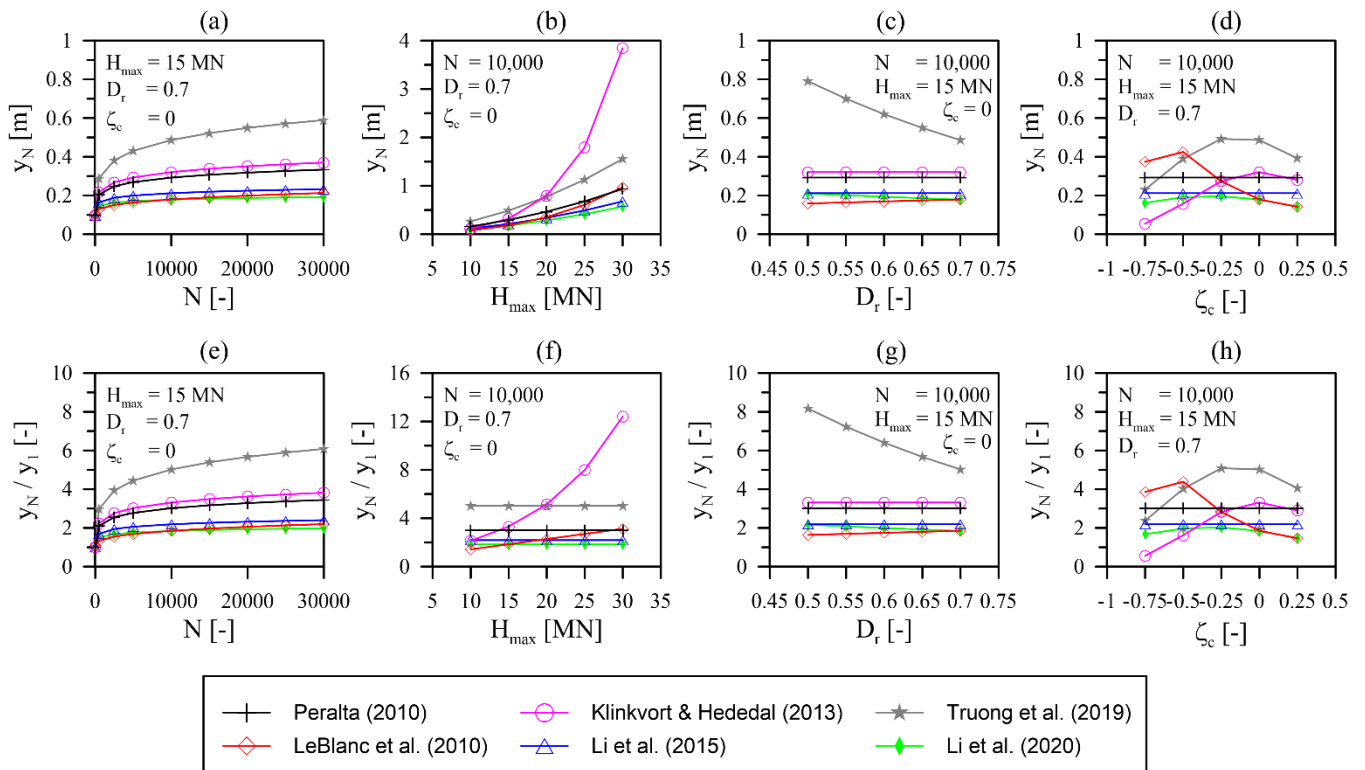 (a)
1
0.8
0.6
0.4
0.2
0
y_N [m]
H_max = 15 MN
D_r = 0.7
ζ_c = 0
0 10000 20000 30000
N [-]
(b)
4
3
2
1
0
y_N [m]
N = 10,000
D_r = 0.7
ζ_c = 0
5 10 15 20 25 30 35
H_max [MN]
(c)
1
0.8
0.6
0.4
0.2
0
y_N [m]
N = 10,000
H_max = 15 MN
ζ_c = 0
0.45 0.5 0.55 0.6 0.65 0.7 0.75
D_r [-]
(d)
1
0.8
0.6
0.4
0.2
0
y_N [m]
N = 10,000
H_max = 15 MN
D_r = 0.7
-1 -0.75 -0.5 -0.25 0 0.25 0.5
ζ_c [-]
(e)
10
8
6
4
2
0
y_N / y_1 [-]
H_max = 15 MN
D_r = 0.7
ζ_c = 0
0 10000 20000 30000
N [-]
(f)
16
12
8
4
0
y_N / y_1 [-]
N = 10,000
D_r = 0.7
ζ_c = 0
5 10 15 20 25 30 35
H_max [MN]
(g)
10
8
6
4
2
0
y_N / y_1 [-]
N = 10,000
H_max = 15 MN
ζ_c = 0
0.45 0.5 0.55 0.6 0.65 0.7 0.75
D_r [-]
(h)
10
8
6
4
2
0
y_N / y_1 [-]
N = 10,000
H_max = 15 MN
D_r = 0.7
-1 -0.75 -0.5 -0.25 0 0.25 0.5
ζ_c [-]
Peralta (2010) Klinkvort & Hededal (2013) Truong et al. (2019)
LeBlanc et al. (2010) Li et al. (2015) Li et al. (2020)